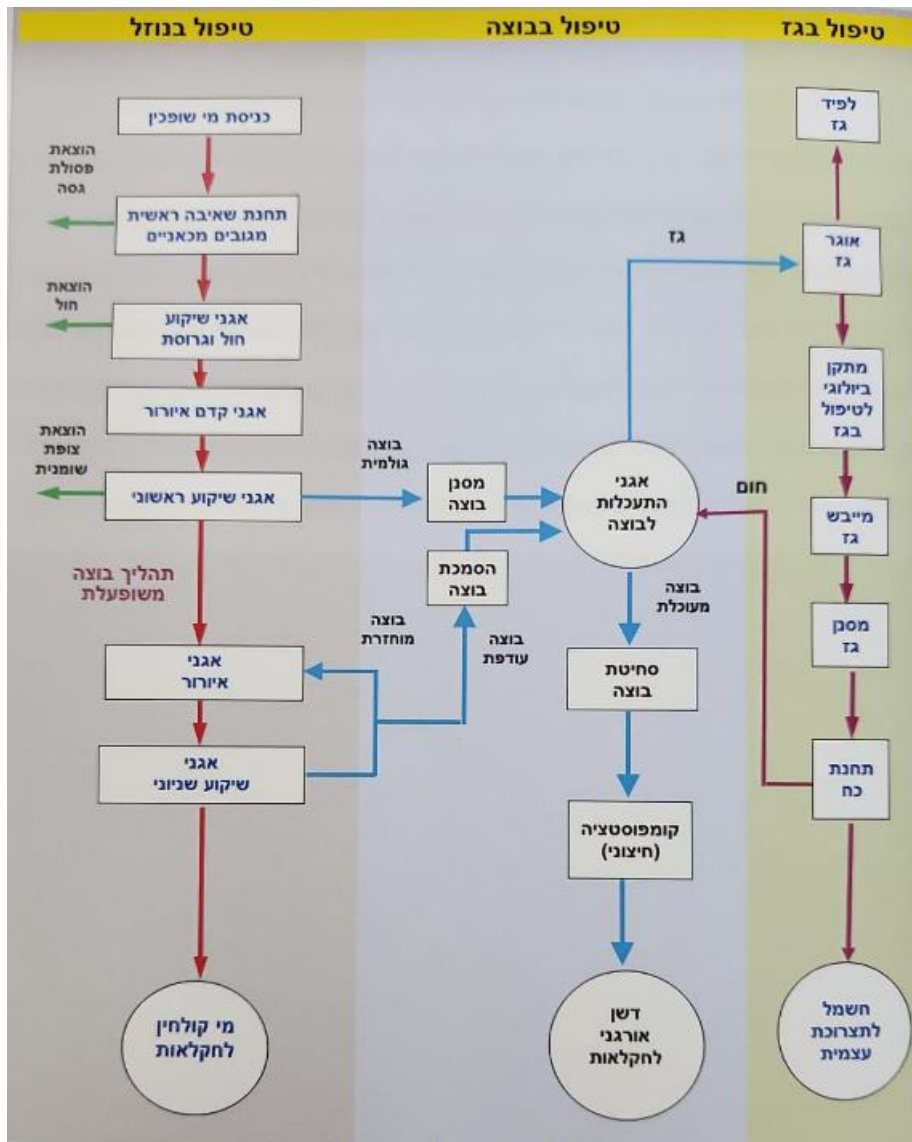 טיפול בנוזל
טיפול בבוצה
טיפול בגז
כניסת מי שופכין
הוצאת
פסולת
גסה
תחנת שאיבה ראשית
מגובים מכאניים
הוצאת
חול
אגני שיקוע
חול וגרוסת
אגני קדם איורור
הוצאת
צופת
שומנית
אגני שיקוע ראשוני
תהליך בוצה
משופעלת
אגני
איורור
אגני
שיקוע שניוני
מי קולחין
לחקלאות
בוצה
גולמית
מסנן
בוצה
הסמכת
בוצה
בוצה
מוחזרת
בוצה
עודפת
גז
אגני
התעכלות
לבוצה
חום
בוצה
מעוכלת
סחיטת
בוצה
קומפוסטציה
(חיצוני)
דשן
אורגני
לחקלאות
לפיד
גז
אוגר
גז
מתקן
ביולוגי
לטיפול
בגז
מייבש
גז
מסנן
גז
תחנת
כח
חשמל
לתצרוכת
עצמית